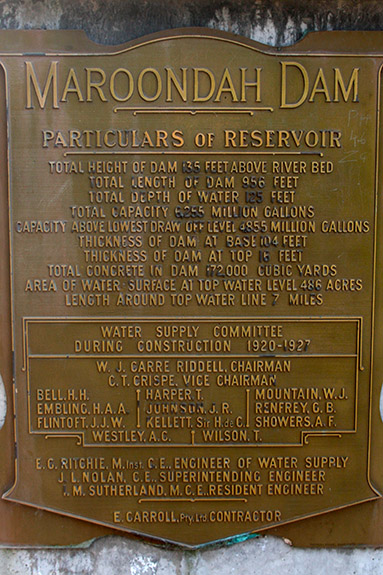 MAROONDAH DAM
PARTICULARS OF RESERVOIR
TOTAL HEIGHT OF DAM 135 FEET ABOVE RIVER BED
TOTAL LENGTH OF DAM 956 FEET
TOTAL DEPTH OF WATER 125 FEET
TOTAL CAPACITY 6255 MILLION GALLONS
CAPACITY ABOVE LOWEST DRAW OFF LEVEL 4855 MILLION GALLONS
THICKNESS OF DAM AT BASE 104 FEET
THICKNESS OF DAM AT TOP 16 FEET
TOTAL CONCRETE IN DAM 172,000 CUBIC YARDS
AREA OF WATER SURFACE AT TOP WATER LEVEL 486 ACRES
LENGTH AROUND TOP WATER LINE 7 MILES
WATER SUPPLY COMMITTEE
DURING CONSTRUCTION 1920-1927
W. J. CARRE RIDDELL, CHAIRMAN
C. T. CRISPE, VICE CHAIRMAN
BELL, H.H. HARPER, T. MOUNTAIN, W.J.
EMBLING, H.A.A. JOHNSON, J. R. RENFREY, G. B.
FLINTOFT, J.J.W. KELLETT, Sir H. de C. SHOWERS, A. F.
WESTLEY, A.C. WILSON, T.
E. G. RITCHIE, M. Inst. C. E., ENGINEER OF WATER SUPPLY
J. L. NOLAN, C. E., SUPERINTENDING ENGINEER
T. M. SUTHERLAND, M. C. E., RESIDENT ENGINEER
E. CARROLL, Pty. Ltd. CONTRACTOR